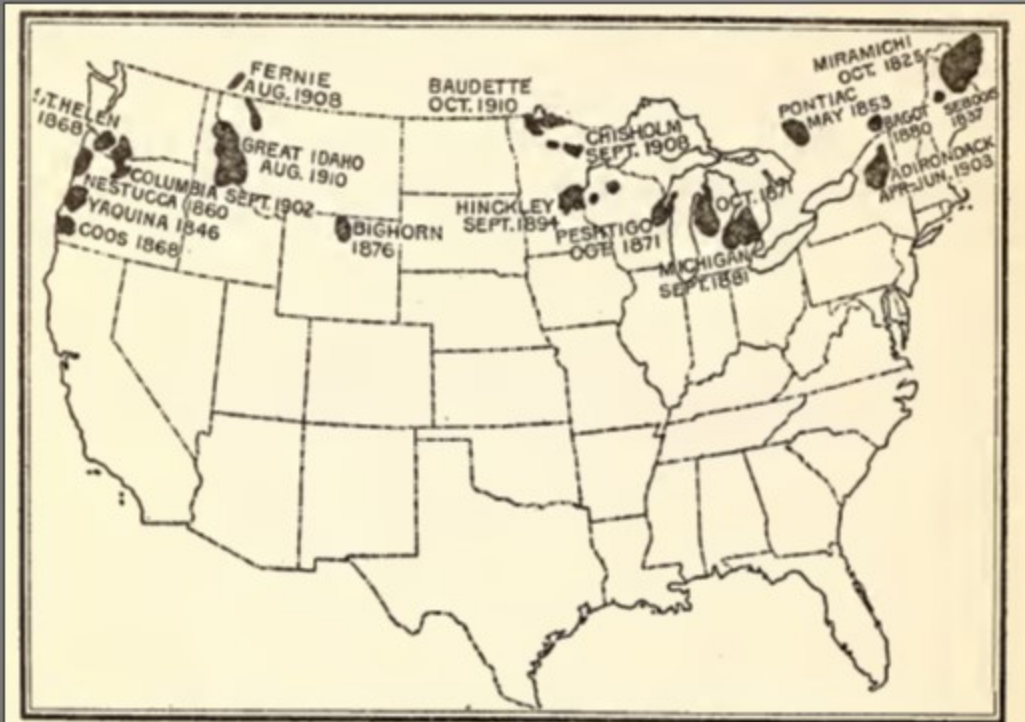 FERNIE
AUG. 1908
BAUDETTE
OCT. 1910
MIRAMICHI
OCT. 1825
ST. HELEN
1868
PONTIAC
MAY 1853
BAGOT
1880
SEBOOIS
1837
CHISHOLM
SEPT. 1908
GREAT IDAHO
AUG. 1910
ADIRONDACK
APR-JUN. 1903
COLUMBIA SEPT. 1902
NESTUCCA 1860
YAQUINA 1846
COOS 1868
BIGHORN
1876
HINCKLEY
SEPT. 1894
PESHTIGO
OCT. 1871
OCT. 1871
MICHIGAN
SEPT. 1881